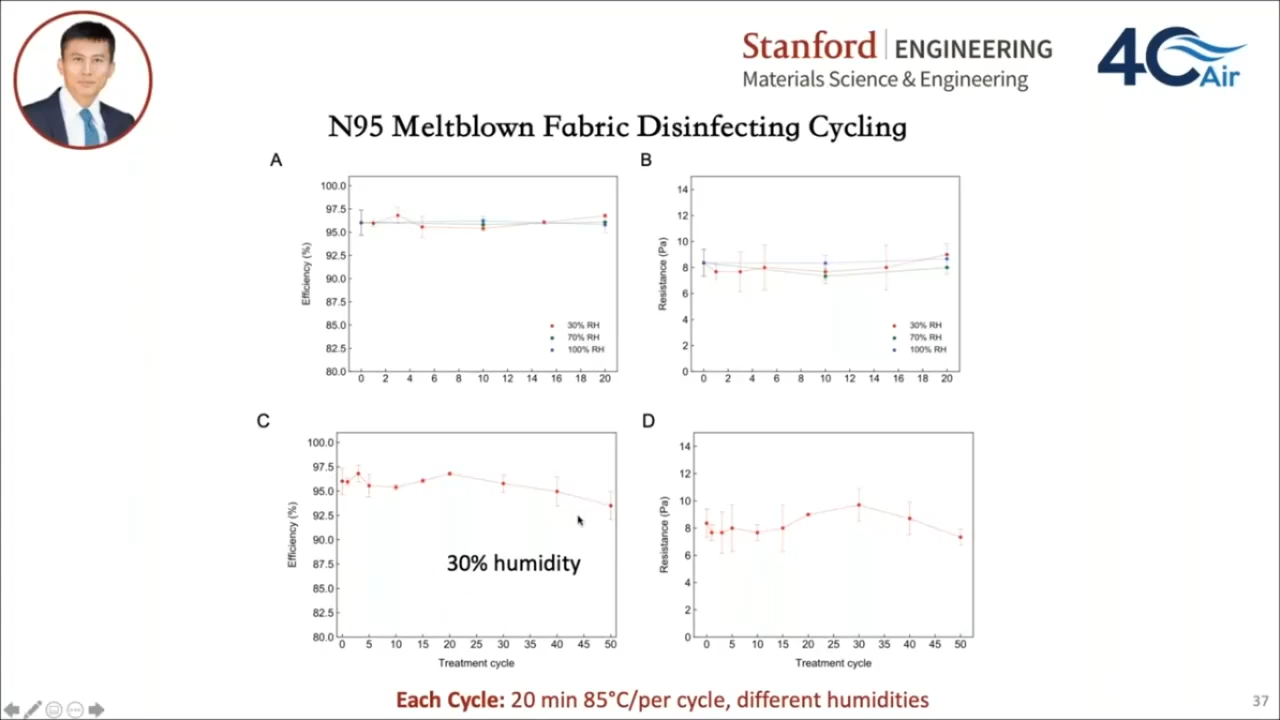 Stanford ENGINEERING
Materials Science & Engineering
4C Air
N95 Meltblown Fabric Disinfecting Cycling
A
100.0
97.5
95.0
92.5
90.0
87.5
85.0
82.5
80.0
Efficiency (%)
30% RH
70% RH
100% RH
0 2 4 6 8 10 12 14 16 18 20
B
14
12
10
8
6
4
2
0
Resistance (Pa)
30% RH
70% RH
100% RH
0 2 4 6 8 10 12 14 16 18 20
C
100.0
97.5
95.0
92.5
90.0
87.5
85.0
82.5
80.0
Efficiency (%)
30% humidity
0 5 10 15 20 25 30 35 40 45 50
Treatment cycle
D
14
12
10
8
6
4
2
0
Resistance (Pa)
0 5 10 15 20 25 30 35 40 45 50
Treatment cycle
Each Cycle: 20 min 85°C/per cycle, different humidities
37